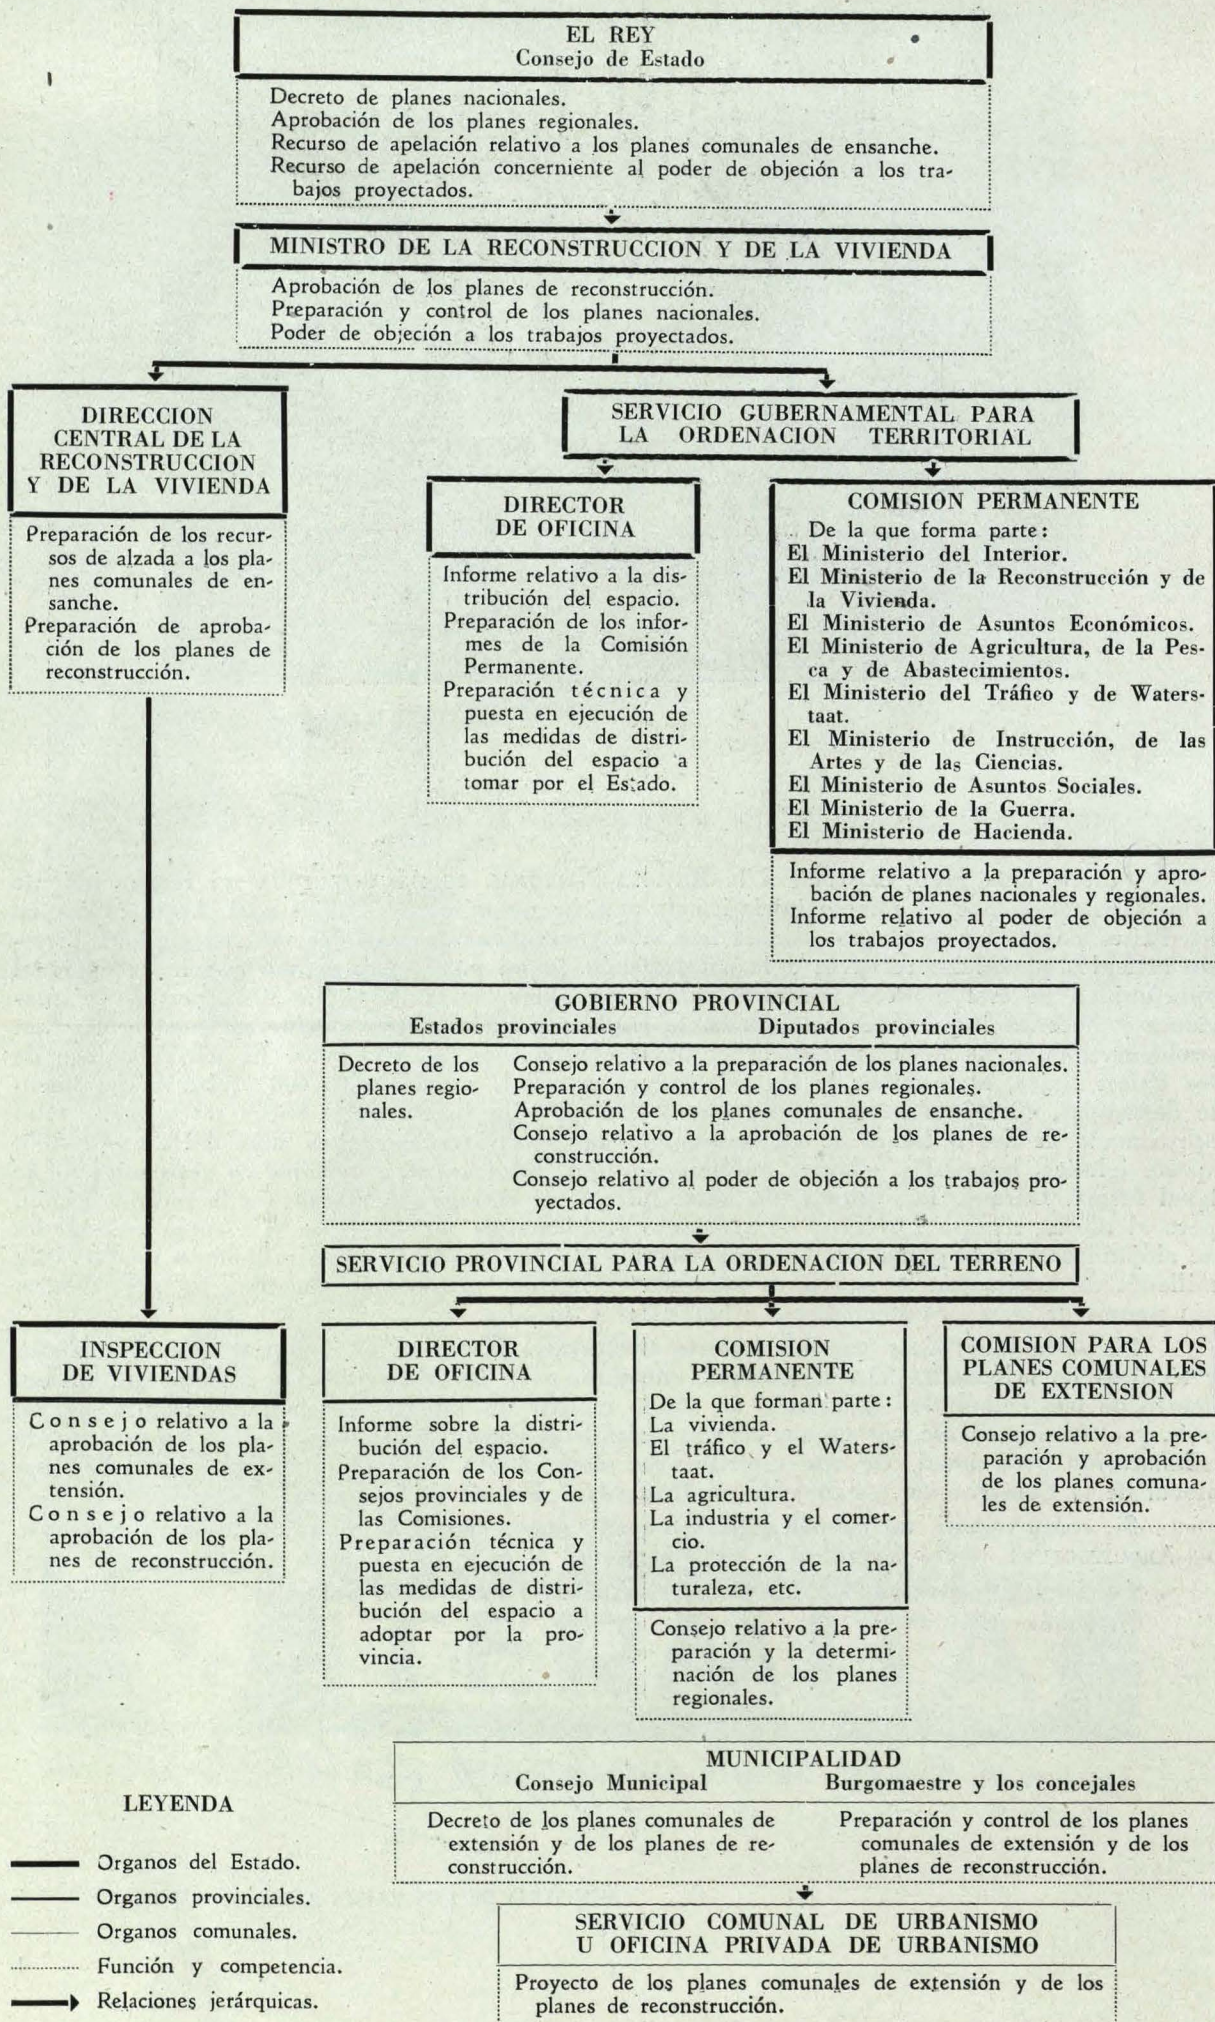 EL REY
Consejo de Estado
Decreto de planes nacionales.
Aprobación de los planes regionales.
Recurso de apelación relativo a los planes comunales de ensanche.
Recurso de apelación concerniente al poder de objeción a los tra-
bajos proyectados.
MINISTRO DE LA RECONSTRUCCION Y DE LA VIVIENDA
Aprobación de los planes de reconstrucción.
Preparación y control de los planes nacionales.
Poder de objeción a los trabajos proyectados.
DIRECCION
CENTRAL DE LA
RECONSTRUCCION
Y DE LA VIVIENDA
Preparación de los recur-
sos de alzada a los pla-
nes comunales de en-
sanche.
Preparación de aproba-
ción de los planes de
reconstrucción.
SERVICIO GUBERNAMENTAL PARA
LA ORDENACION TERRITORIAL
DIRECTOR
DE OFICINA
Informe relativo a la dis-
tribución del espacio.
Preparación de los infor-
mes de la Comisión
Permanente.
Preparación técnica y
puesta en ejecución de
las medidas de distri-
bución del espacio a
tomar por el Estado.
COMISION PERMANENTE
De la que forma parte:
El Ministerio del Interior.
El Ministerio de la Reconstrucción y de
la Vivienda.
El Ministerio de Asuntos Económicos.
El Ministerio de Agricultura, de la Pes-
ca y de Abastecimientos.
El Ministerio del Tráfico y de Waters-
taat.
El Ministerio de Instrucción, de las
Artes y de las Ciencias.
El Ministerio de Asuntos Sociales.
El Ministerio de la Guerra.
El Ministerio de Hacienda.
Informe relativo a la preparación y apro-
bación de planes nacionales y regionales.
Informe relativo al poder de objeción a
los trabajos proyectados.
GOBIERNO PROVINCIAL
Estados provinciales Diputados provinciales
Decreto de los
planes regio-
nales.
Consejo relativo a la preparación de los planes nacionales.
Preparación y control de los planes regionales.
Aprobación de los planes comunales de ensanche.
Consejo relativo a la aprobación de los planes de re-
construcción.
Consejo relativo al poder de objeción a los trabajos pro-
yectados.
SERVICIO PROVINCIAL PARA LA ORDENACION DEL TERRENO
INSPECCION
DE VIVIENDAS
Consejo relativo a la
aprobación de los pla-
nes comunales de ex-
tensión.
Consejo relativo a la
aprobación de los pla-
nes de reconstrucción.
DIRECTOR
DE OFICINA
Informe sobre la distri-
bución del espacio.
Preparación de los Con-
sejos provinciales y de
las Comisiones.
Preparación técnica y
puesta en ejecución de
las medidas de distri-
bución del espacio a
adoptar por la pro-
vincia.
COMISION
PERMANENTE
De la que forman parte:
La vivienda.
El tráfico y el Waters-
taat.
La agricultura.
La industria y el comer-
cio.
La protección de la na-
turaleza, etc.
Consejo relativo a la pre-
paración y la determi-
nación de los planes
regionales.
COMISION PARA LOS
PLANES COMUNALES
DE EXTENSION
Consejo relativo a la pre-
paración y aprobación
de los planes comuna-
les de extensión.
MUNICIPALIDAD
Consejo Municipal Burgomaestre y los concejales
Decreto de los planes comunales de
extensión y de los planes de re-
construcción.
Preparación y control de los planes
comunales de extensión y de los
planes de reconstrucción.
SERVICIO COMUNAL DE URBANISMO
U OFICINA PRIVADA DE URBANISMO
Proyecto de los planes comunales de extensión y de los
planes de reconstrucción.
LEYENDA
Organos del Estado.
Organos provinciales.
Organos comunales.
Función y competencia.
Relaciones jerárquicas.